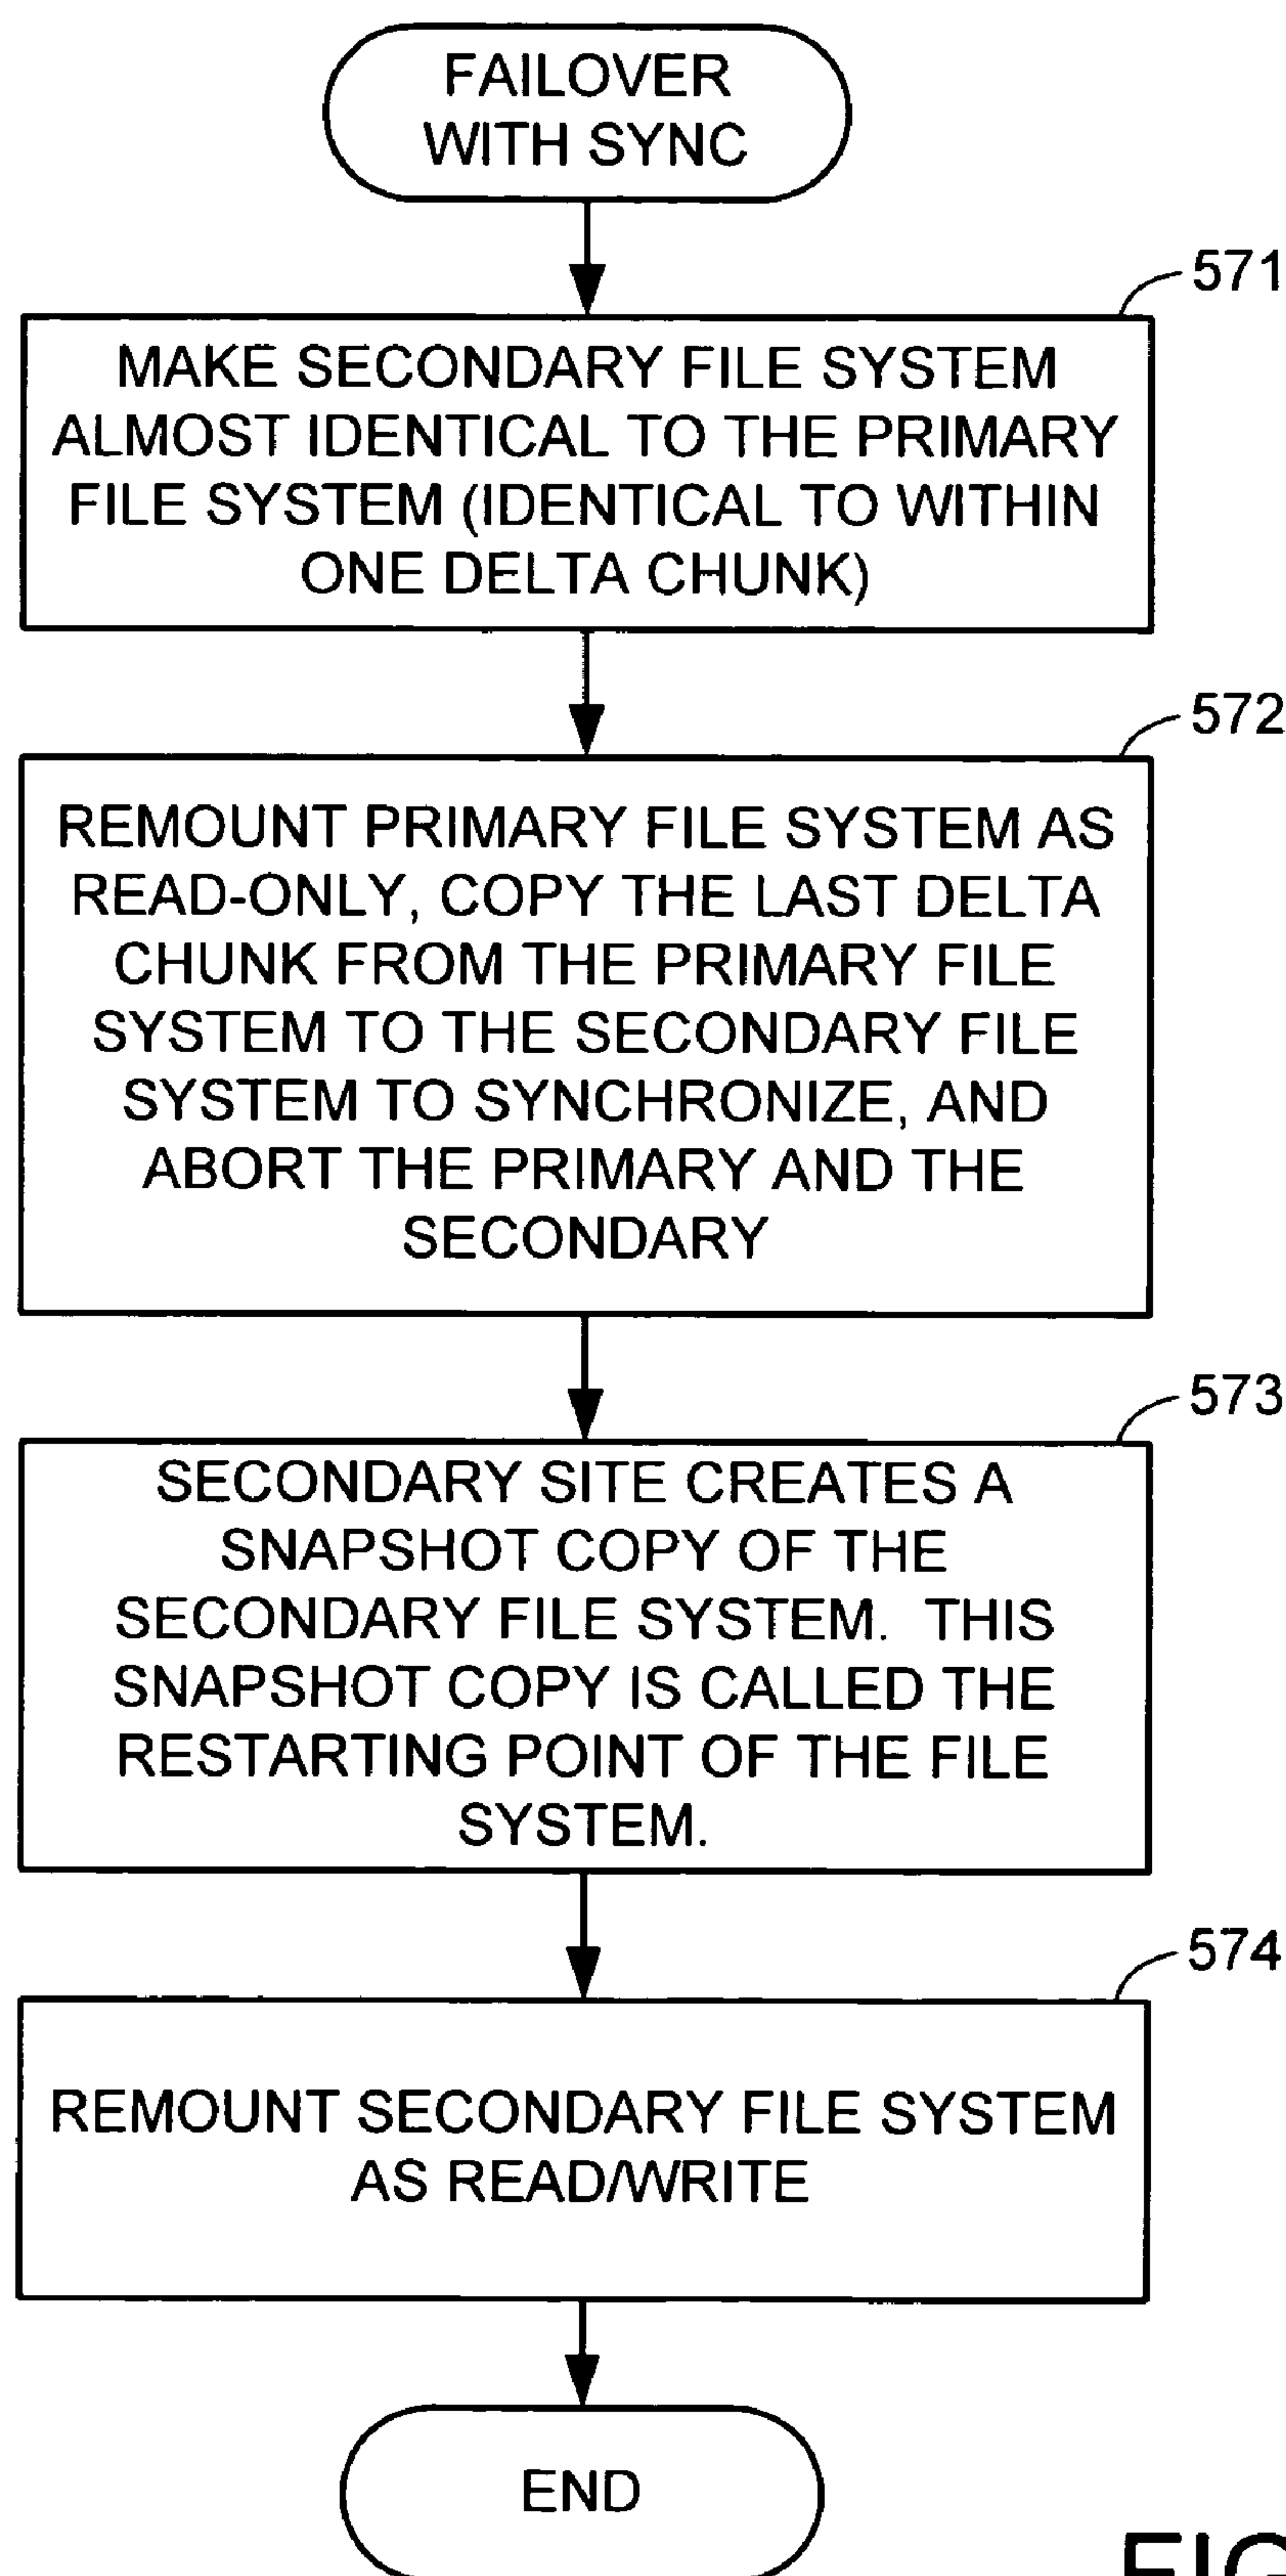 FAILOVER
WITH SYNC
571
MAKE SECONDARY FILE SYSTEM
ALMOST IDENTICAL TO THE PRIMARY
FILE SYSTEM (IDENTICAL TO WITHIN
ONE DELTA CHUNK)
572
REMOUNT PRIMARY FILE SYSTEM AS
READ-ONLY, COPY THE LAST DELTA
CHUNK FROM THE PRIMARY FILE
SYSTEM TO THE SECONDARY FILE
SYSTEM TO SYNCHRONIZE, AND
ABORT THE PRIMARY AND THE
SECONDARY
573
SECONDARY SITE CREATES A
SNAPSHOT COPY OF THE
SECONDARY FILE SYSTEM. THIS
SNAPSHOT COPY IS CALLED THE
RESTARTING POINT OF THE FILE
SYSTEM.
574
REMOUNT SECONDARY FILE SYSTEM
AS READ/WRITE
END